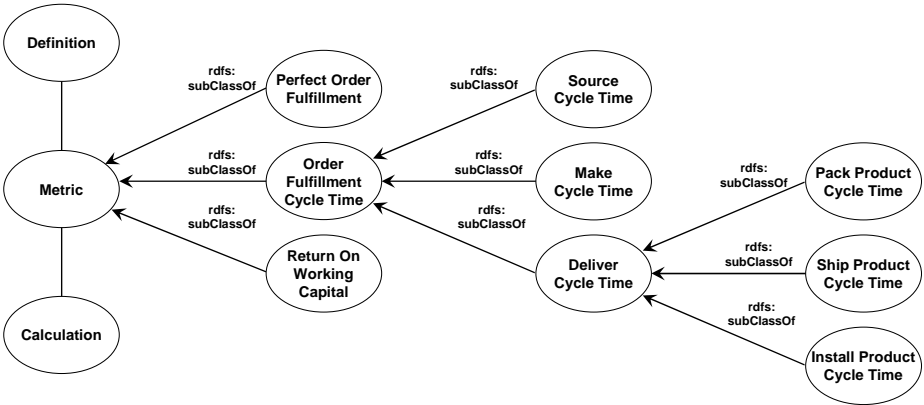 Definition
Metric
Calculation
rdfs:
subClassOf
Perfect Order
Fulfillment
rdfs:
subClassOf
Order
Fulfillment
Cycle Time
rdfs:
subClassOf
Return On
Working
Capital
rdfs:
subClassOf
Source
Cycle Time
rdfs:
subClassOf
Make
Cycle Time
rdfs:
subClassOf
Deliver
Cycle Time
rdfs:
subClassOf
Pack Product
Cycle Time
rdfs:
subClassOf
Ship Product
Cycle Time
rdfs:
subClassOf
Install Product
Cycle Time